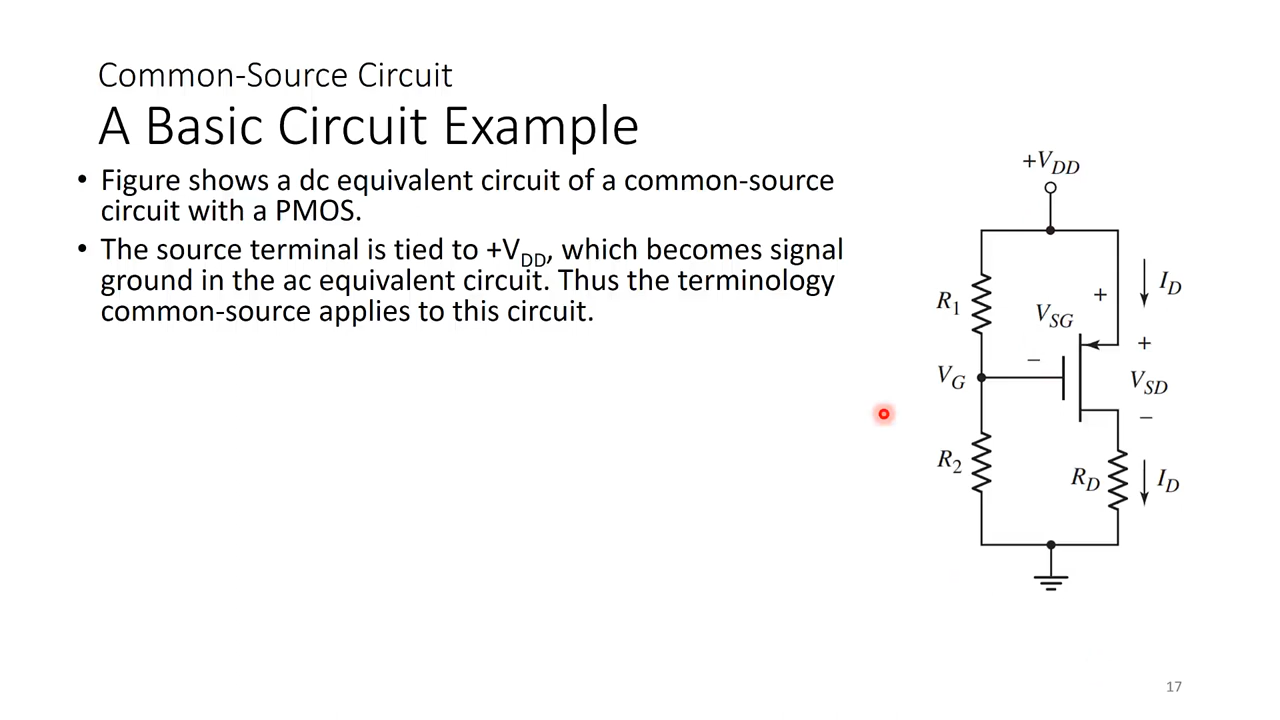 Common-Source Circuit
A Basic Circuit Example
• Figure shows a dc equivalent circuit of a common-source
circuit with a PMOS.
• The source terminal is tied to +V_DD, which becomes signal
ground in the ac equivalent circuit. Thus the terminology
common-source applies to this circuit.
+V_DD
I_D
+
R_1
V_SG
+
−
V_G
V_SD
−
R_2
R_D
I_D
17